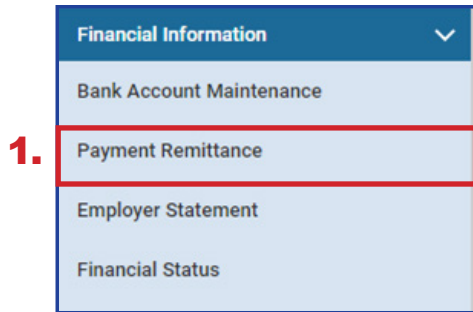 Financial Information
Bank Account Maintenance
1. Payment Remittance
Employer Statement
Financial Status